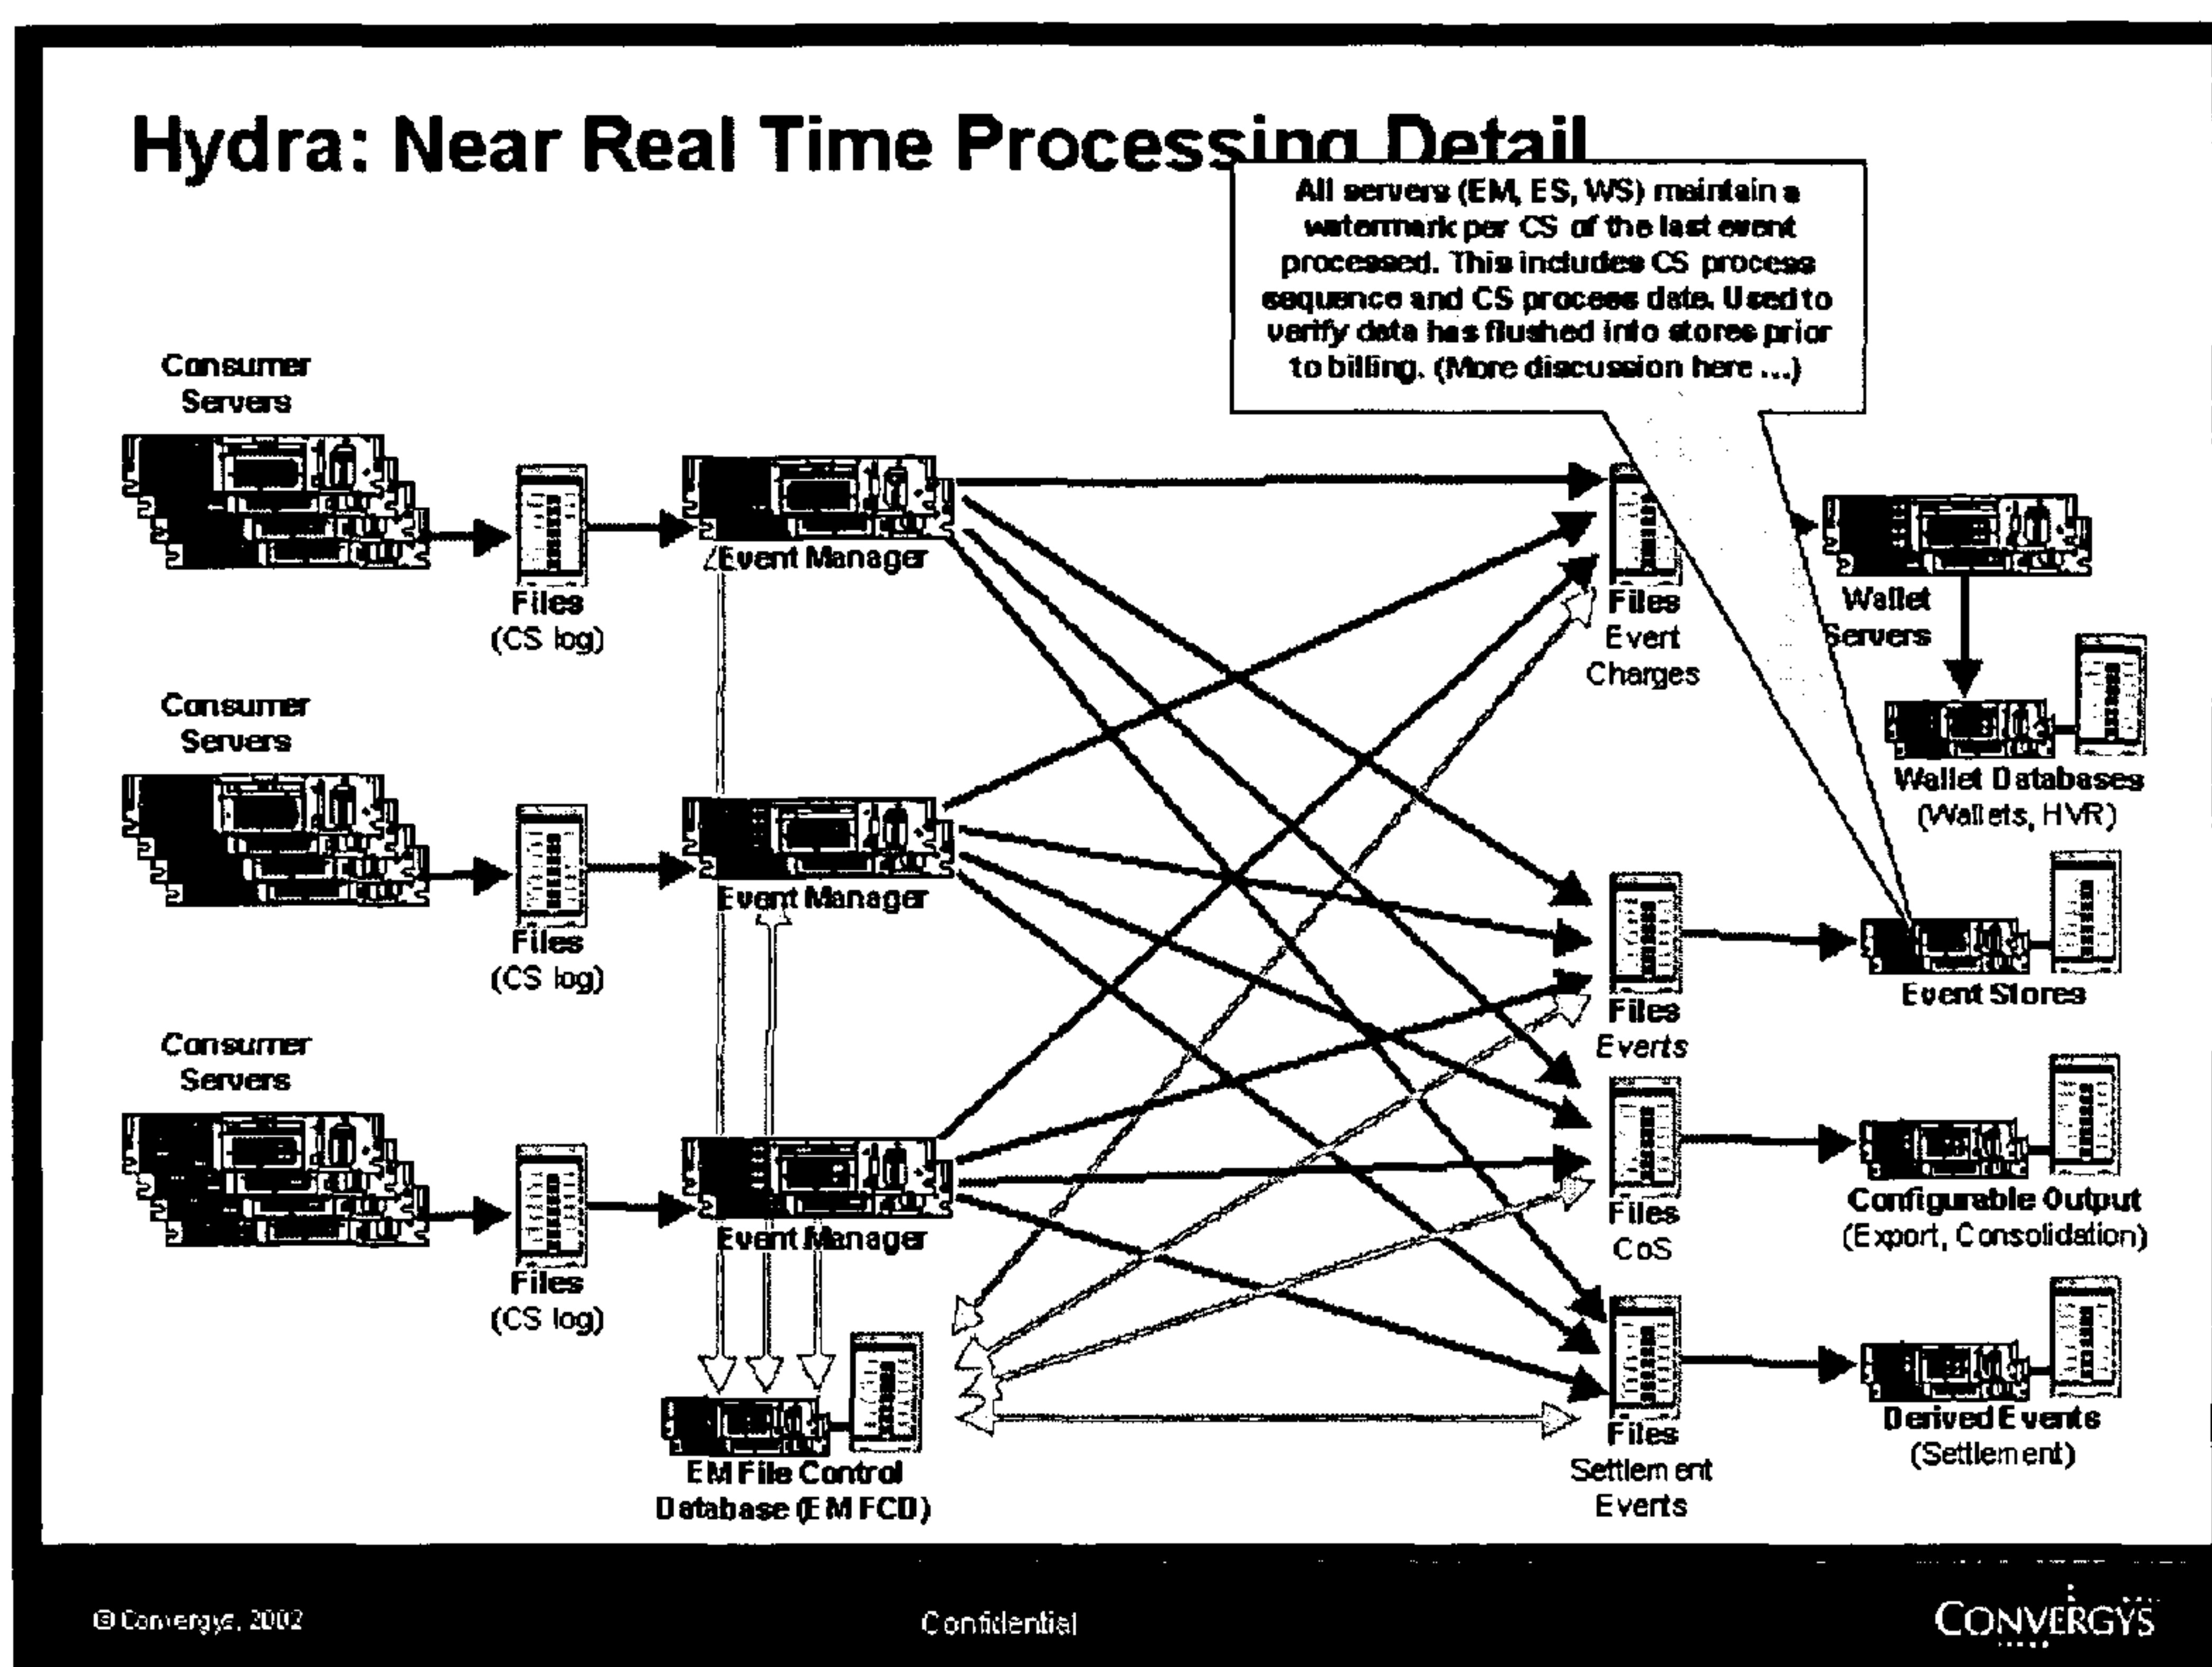 Hydra: Near Real Time Processing Detail
All servers (EM, ES, WS) maintain a
watermark per CS of the last event
processed. This includes CS process
sequence and CS process date. Used to
verify data has flushed into stores prior
to billing. (More discussion here ...)
Consumer
Servers
Files
(CS log)
Event Manager
Files
Evert
Charges
Wallet
Servers
Wallet Databases
(Wallets, HVR)
Consumer
Servers
Files
(CS log)
Event Manager
Files
Everts
Event Stores
Consumer
Servers
Files
(CS log)
Event Manager
Files
CoS
Configurable Output
(Export, Consolidation)
EM File Control
Database (EM FCD)
Files
Settlement
Everts
Derived Events
(Settlement)
© Convergys, 2002
Confidential
CONVERGYS